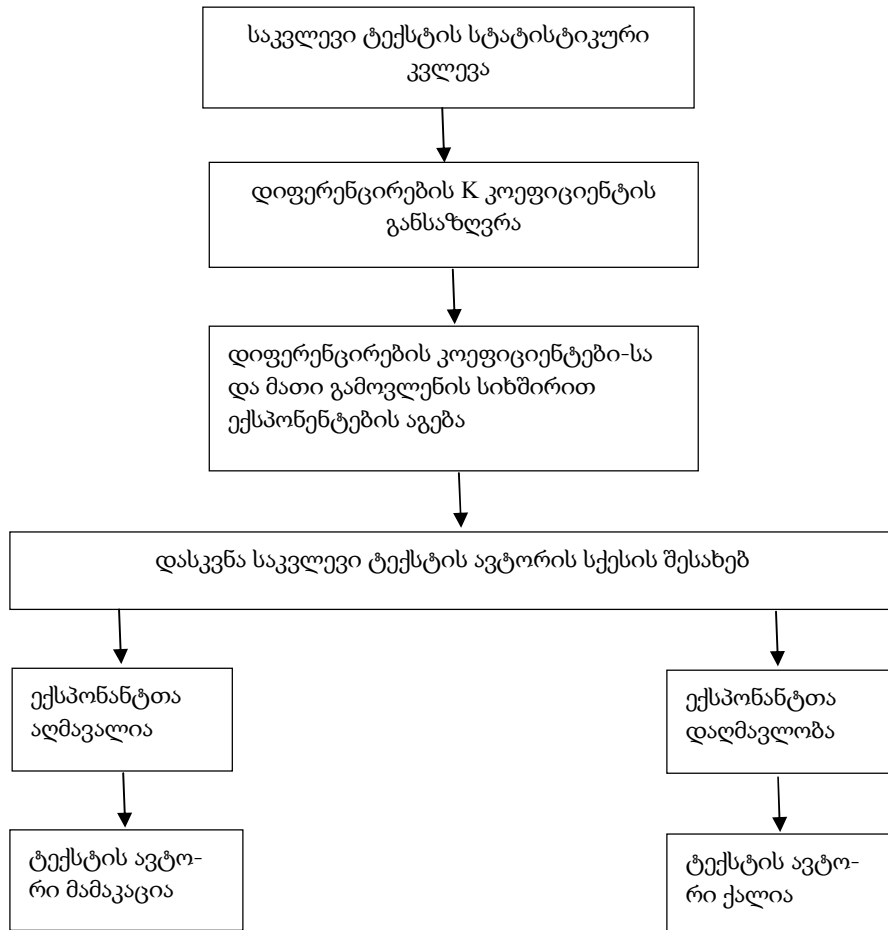 საკვლევი ტექსტის სტატისტიკური
კვლევა
დიფერენცირების K კოეფიციენტის
განსაზღვრა
დიფერენცირების კოეფიციენტები-სა
და მათი გამოვლენის სიხშირით
ექსპონენტების აგება
დასკვნა საკვლევი ტექსტის ავტორის სქესის შესახებ
ექსპონანტთა
აღმავალია
ექსპონანტთა
დაღმავლობა
ტექსტის ავტო-
რი მამაკაცია
ტექსტის ავტო-
რი ქალია